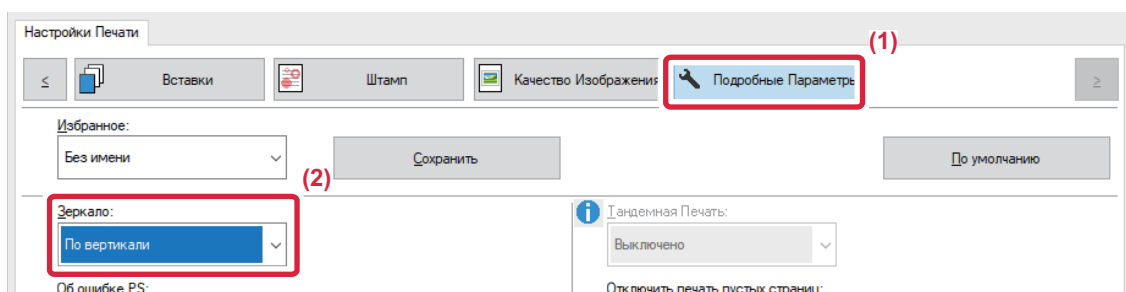 Настройки Печати
(1)
≤ Вставки Штамп Качество Изображения Подробные Параметры ≥
Избранное:
Без имени Сохранить По умолчанию
(2)
Зеркало: Тандемная Печать:
По вертикали Выключено
Об ошибке PS: Отключить печать пустых страниц: